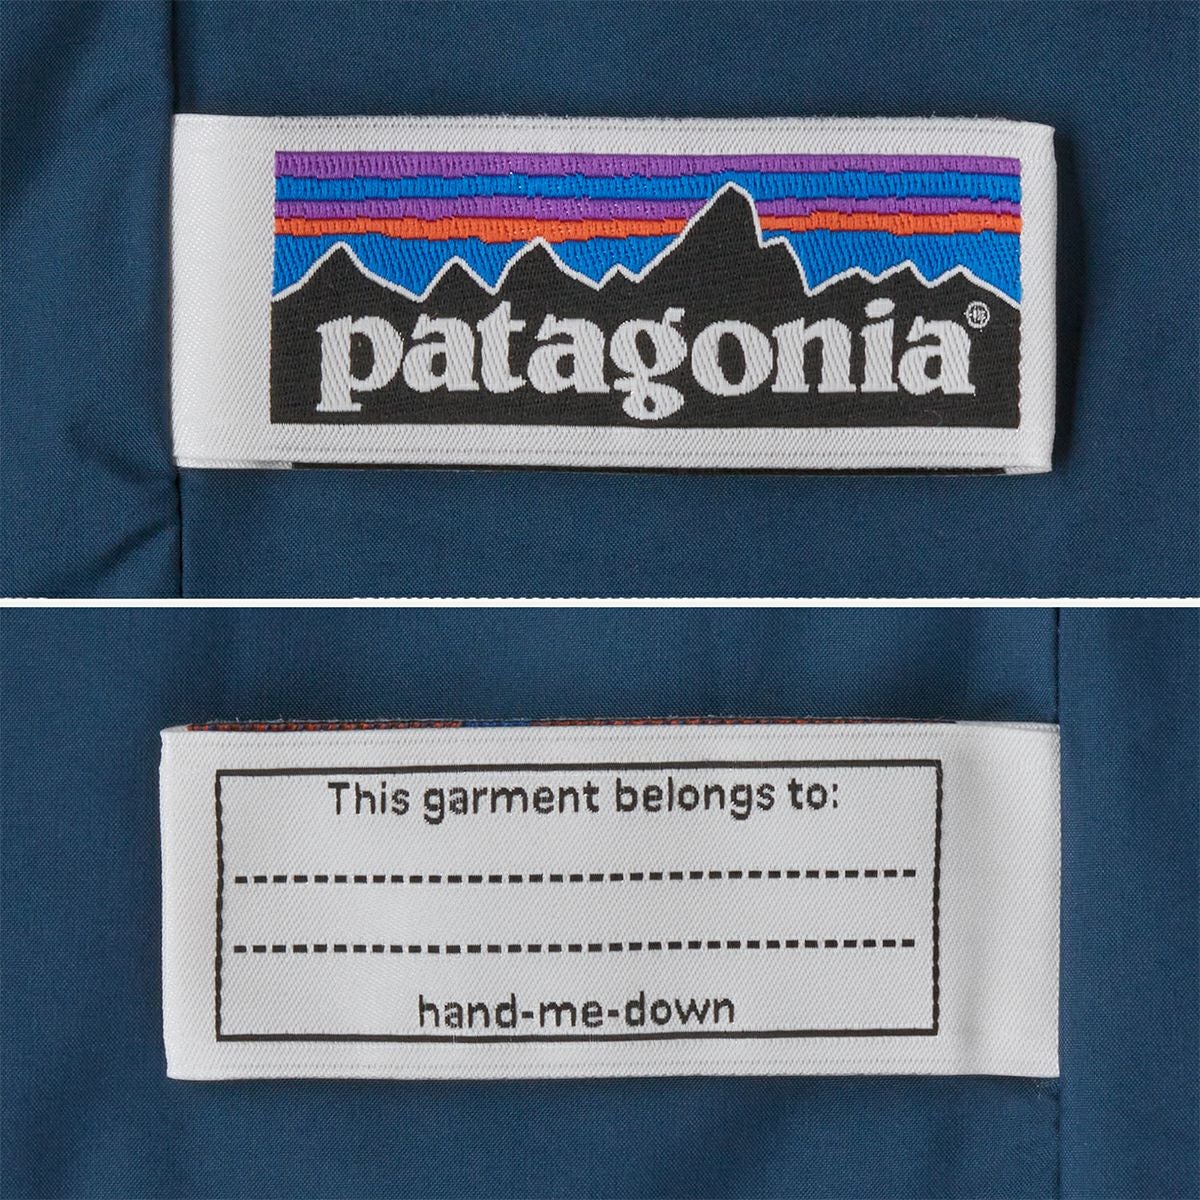 patagonia®
This garment belongs to:
hand-me-down